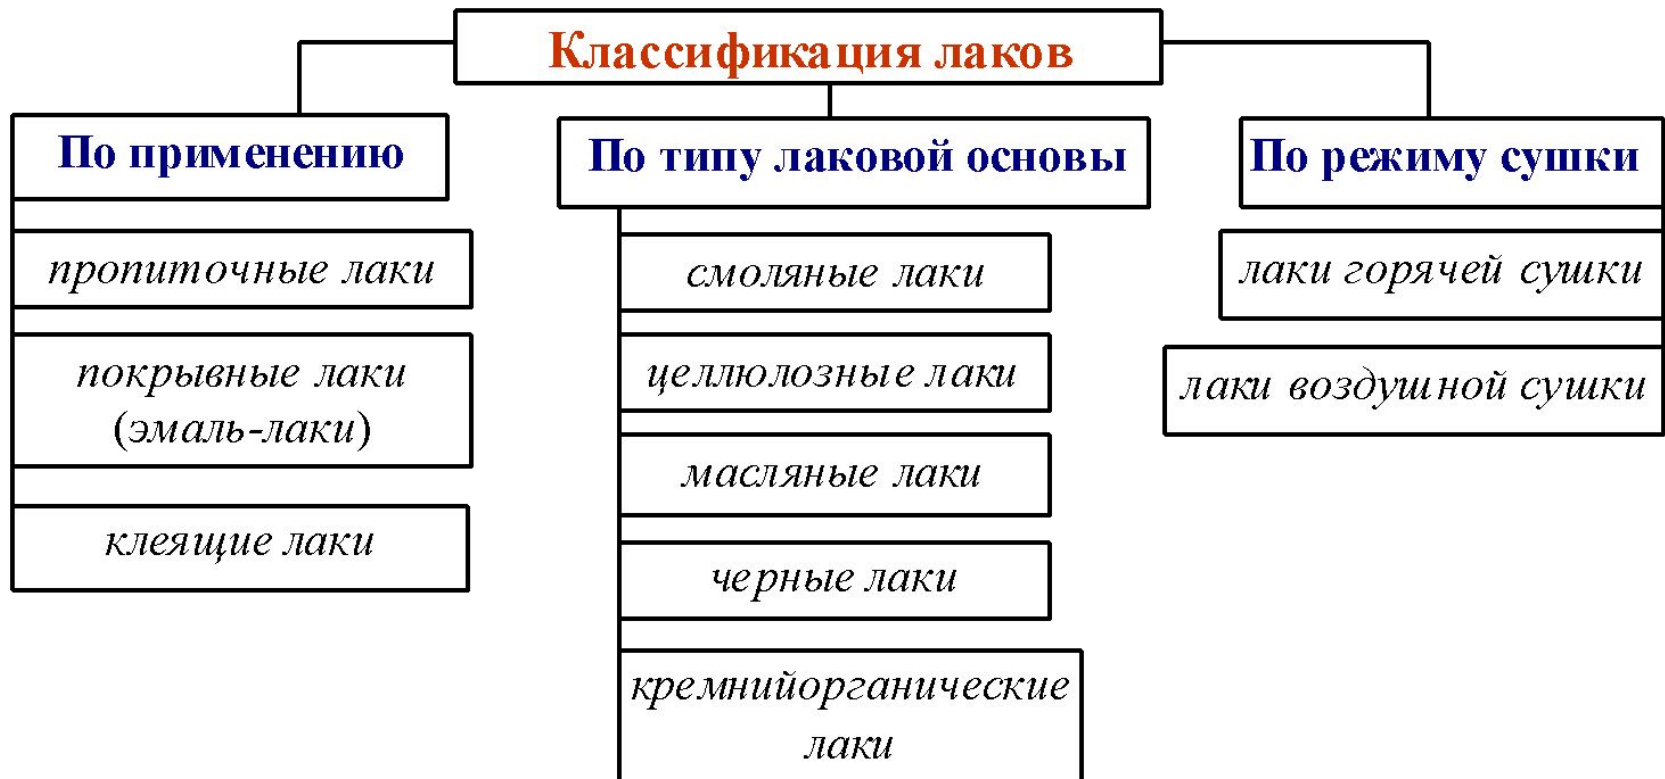 Классификация лаков
По применению
пропиточные лаки
покрывные лаки
(эмаль-лаки)
клеящие лаки
По типу лаковой основы
смоляные лаки
целлюлозные лаки
масляные лаки
черные лаки
кремнийорганические
лаки
По режиму сушки
лаки горячей сушки
лаки воздушной сушки